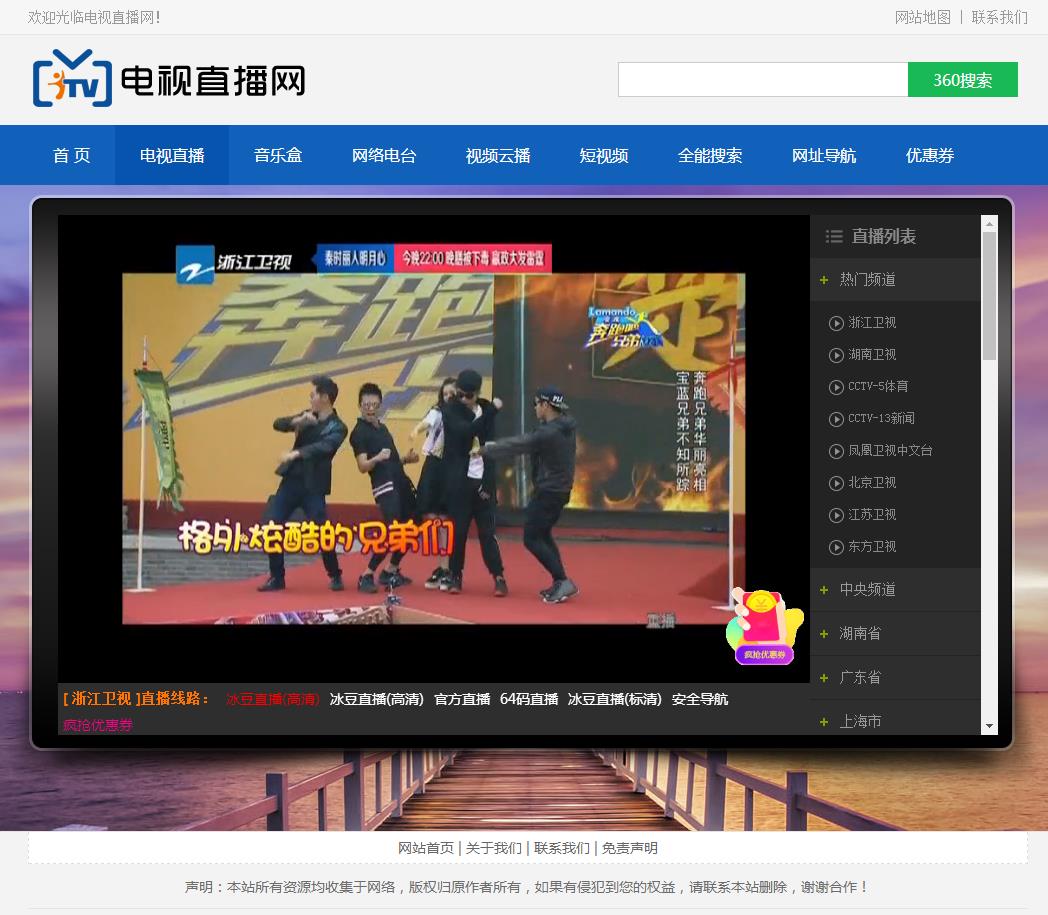 欢迎光临电视直播网!
网站地图 | 联系我们
TV 电视直播网
360搜索
首 页 电视直播 音乐盒 网络电台 视频云播 短视频 全能搜索 网址导航 优惠券
浙江卫视 秦时丽人明月心 今晚22:00 晚膳被下毒 嬴政大发雷霆
Lamando
奔跑吧兄弟
奔跑
奔跑兄弟华丽亮相
宝蓝兄弟不知所踪
格外炫酷的兄弟们
直播
疯抢优惠券
直播列表
热门频道
浙江卫视
湖南卫视
CCTV-5体育
CCTV-13新闻
凤凰卫视中文台
北京卫视
江苏卫视
东方卫视
中央频道
湖南省
广东省
上海市
[ 浙江卫视 ]直播线路： 冰豆直播(高清) 冰豆直播(高清) 官方直播 64码直播 冰豆直播(标清) 安全导航
疯抢优惠券
网站首页 | 关于我们 | 联系我们 | 免责声明
声明：本站所有资源均收集于网络，版权归原作者所有，如果有侵犯到您的权益，请联系本站删除，谢谢合作！